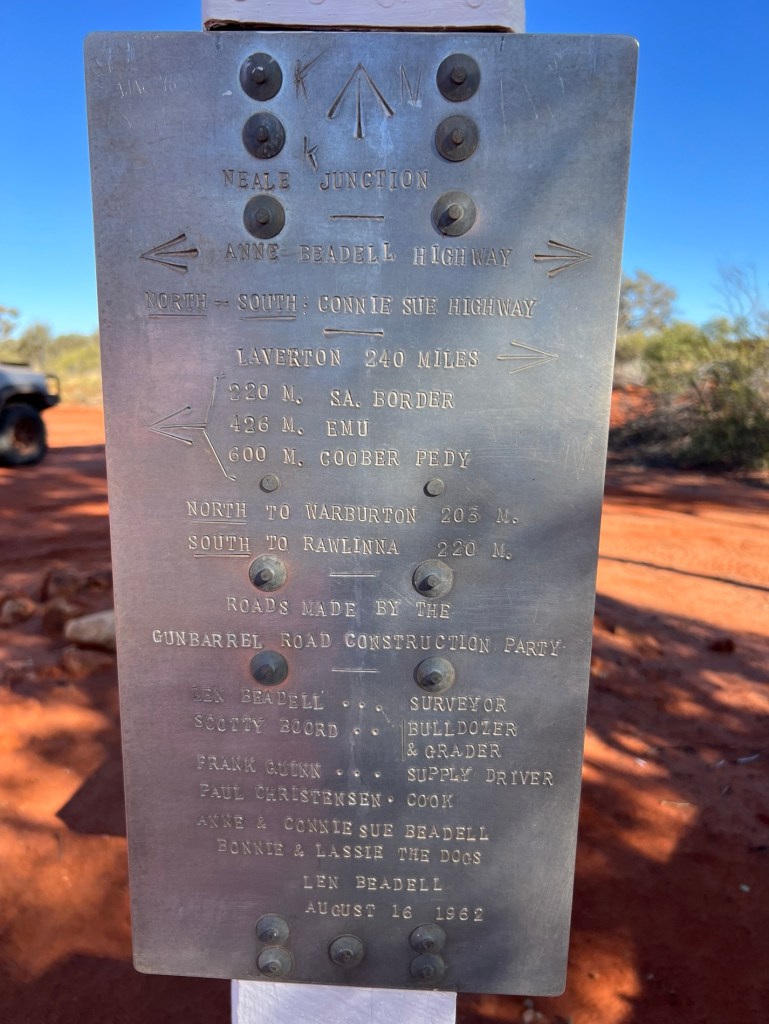 K N
k
NEALE JUNCTION
ANNE BEADELL HIGHWAY
NORTH - SOUTH: CONNIE SUE HIGHWAY
LAVERTON 240 MILES
220 M. SA. BORDER
426 M. EMU
600 M. COOBER PEDY
NORTH TO WARBURTON 203 M.
SOUTH TO RAWLINNA 220 M.
ROADS MADE BY THE
GUNBARREL ROAD CONSTRUCTION PARTY
LEN BEADELL ... SURVEYOR
SCOTTY BOORD .. BULLDOZER
& GRADER
FRANK QUINN ... SUPPLY DRIVER
PAUL CHRISTENSEN. COOK
ANNE & CONNIE SUE BEADELL
BONNIE & LASSIE THE DOGS
LEN BEADELL
AUGUST 16 1962